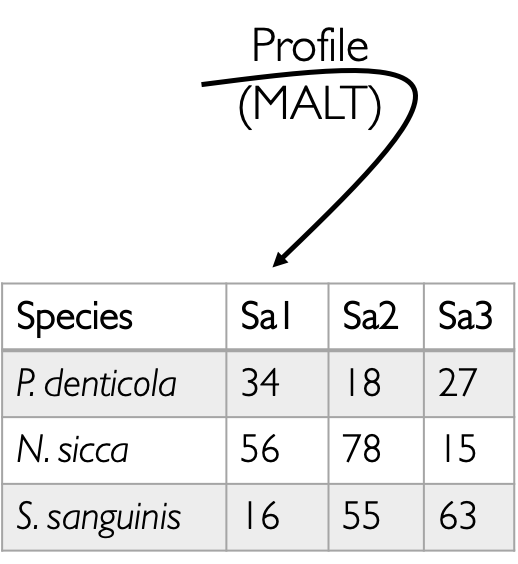 Profile
(MALT)
Species Sa1 Sa2 Sa3
P. denticola 34 18 27
N. sicca 56 78 15
S. sanguinis 16 55 63